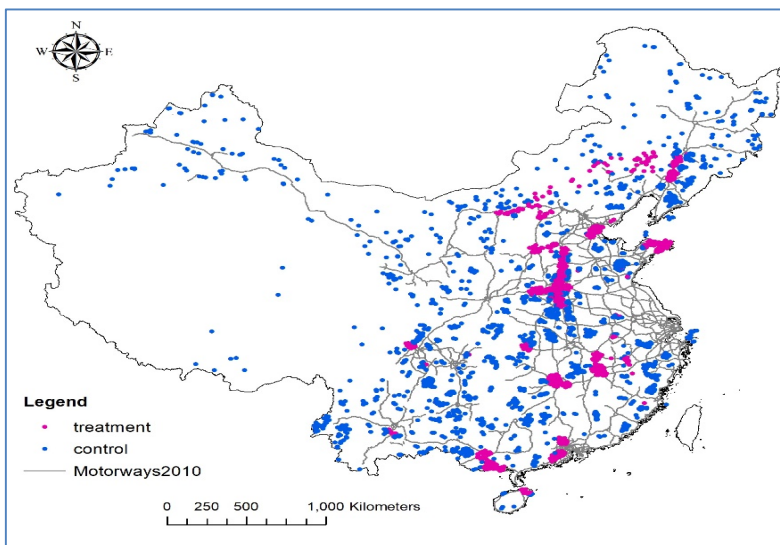 N
W E
S
Legend
treatment
control
Motorways2010
0 250 500 1,000 Kilometers